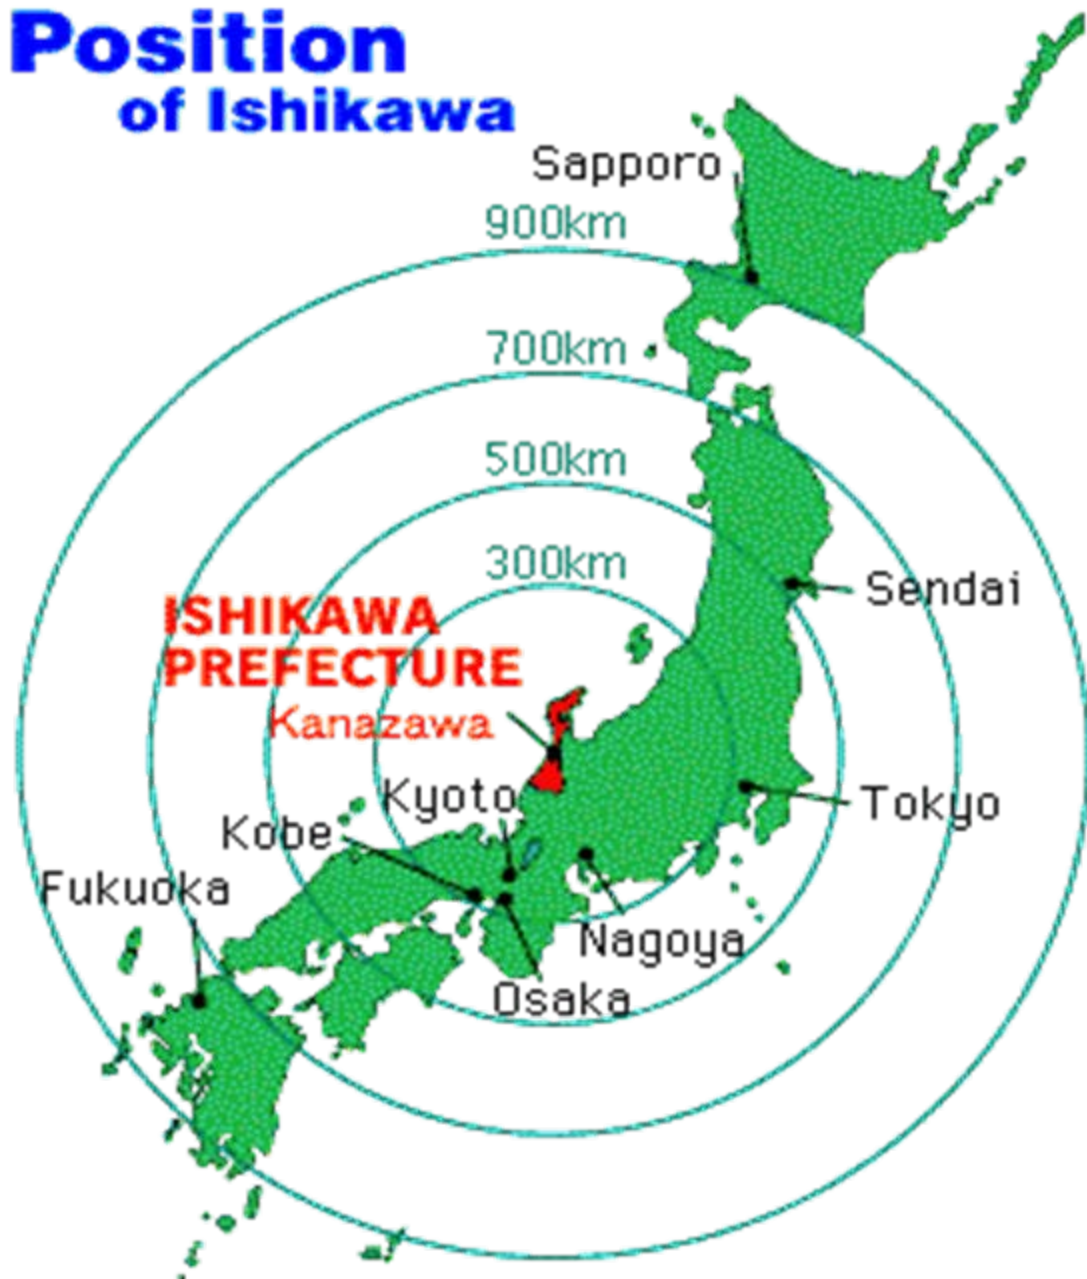 Position
of Ishikawa
Sapporo
900km
700km
500km
300km
Sendai
ISHIKAWA
PREFECTURE
Kanazawa
Kyoto
Tokyo
Kobe
Fukuoka
Nagoya
Osaka